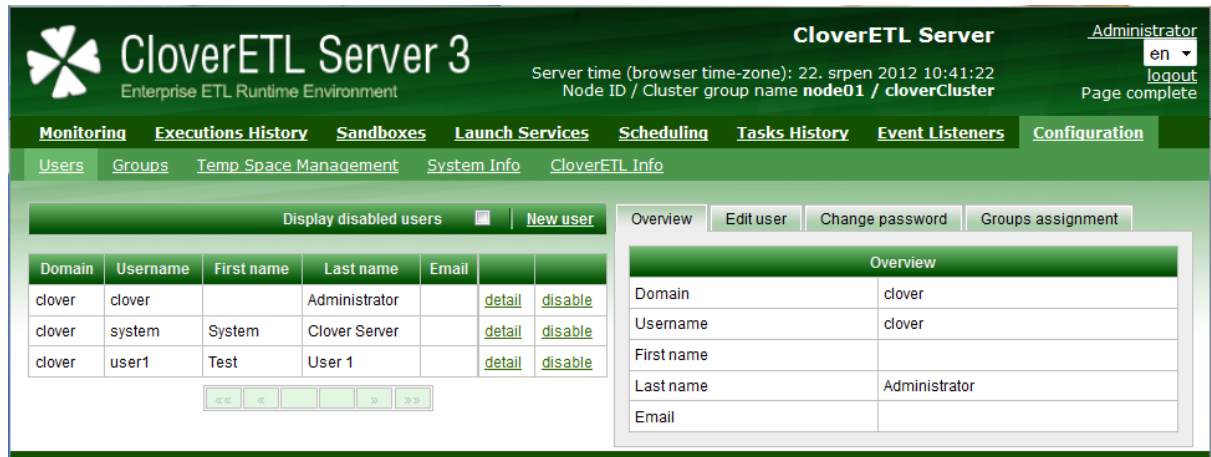 CloverETL Server 3
Enterprise ETL Runtime Environment
CloverETL Server
Server time (browser time-zone): 22. srpen 2012 10:41:22
Node ID / Cluster group name node01 / cloverCluster
Administrator
en
logout
Page complete
Monitoring Executions History Sandboxes Launch Services Scheduling Tasks History Event Listeners Configuration
Users Groups Temp Space Management System Info CloverETL Info
Display disabled users New user
Domain Username First name Last name Email
clover clover Administrator detail disable
clover system System Clover Server detail disable
clover user1 Test User 1 detail disable
«« « » »»
Overview Edit user Change password Groups assignment
Overview
Domain clover
Username clover
First name
Last name Administrator
Email